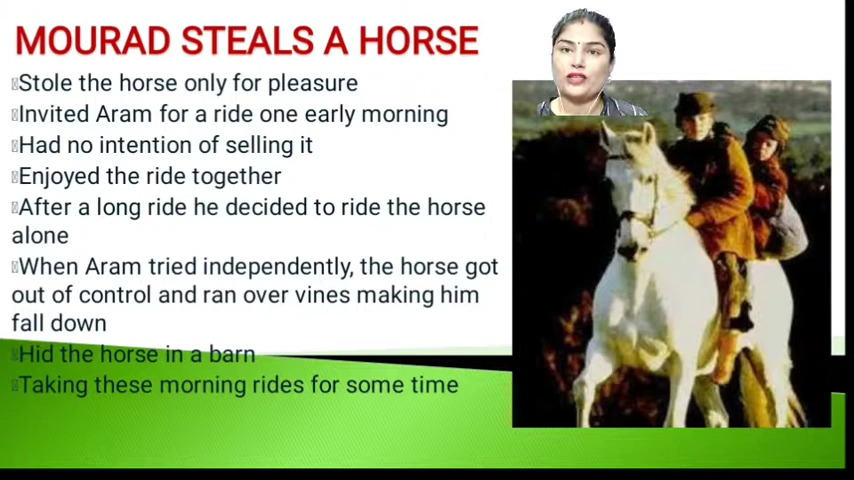 MOURAD STEALS A HORSE
Stole the horse only for pleasure
Invited Aram for a ride one early morning
Had no intention of selling it
Enjoyed the ride together
After a long ride he decided to ride the horse
alone
When Aram tried independently, the horse got
out of control and ran over vines making him
fall down
Hid the horse in a barn
Taking these morning rides for some time